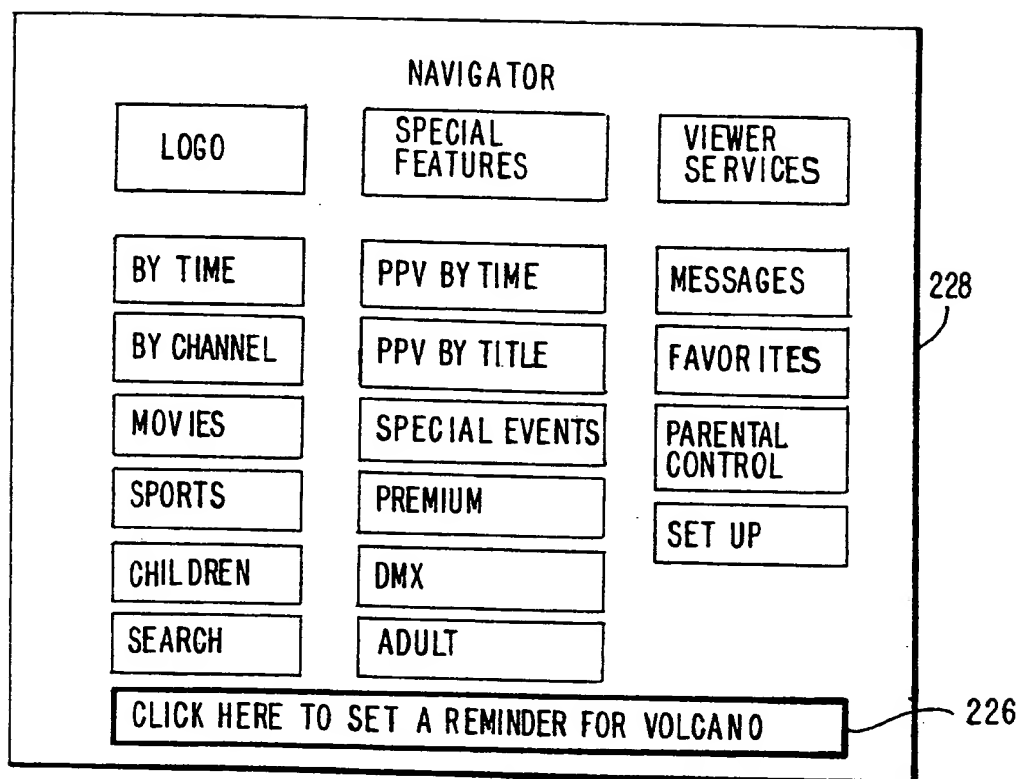 NAVIGATOR
LOGO
SPECIAL
FEATURES
VIEWER
SERVICES
BY TIME
PPV BY TIME
MESSAGES
BY CHANNEL
PPV BY TITLE
FAVORITES
MOVIES
SPECIAL EVENTS
PARENTAL
CONTROL
SPORTS
PREMIUM
SET UP
CHILDREN
DMX
SEARCH
ADULT
CLICK HERE TO SET A REMINDER FOR VOLCANO
228
226